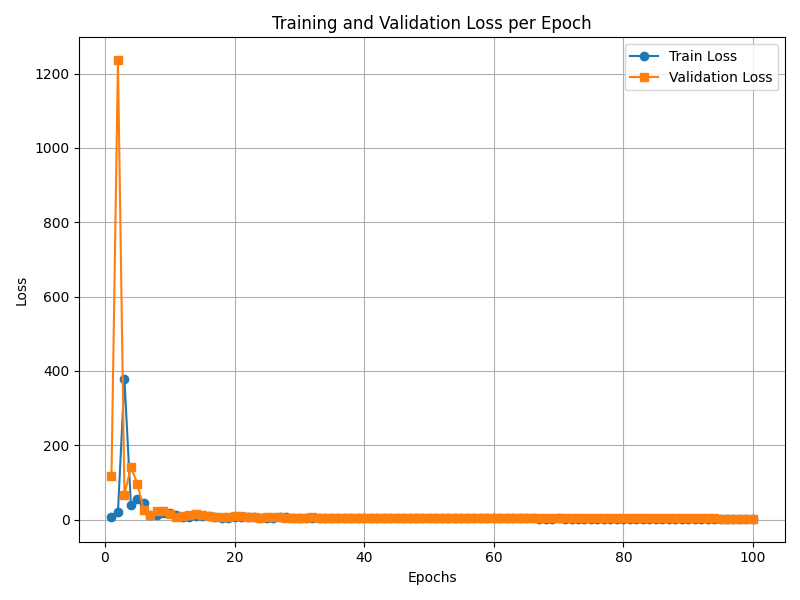 Training and Validation Loss per Epoch
Train Loss
Validation Loss
1200
1000
800
600
400
200
0
Loss
0 20 40 60 80 100
Epochs